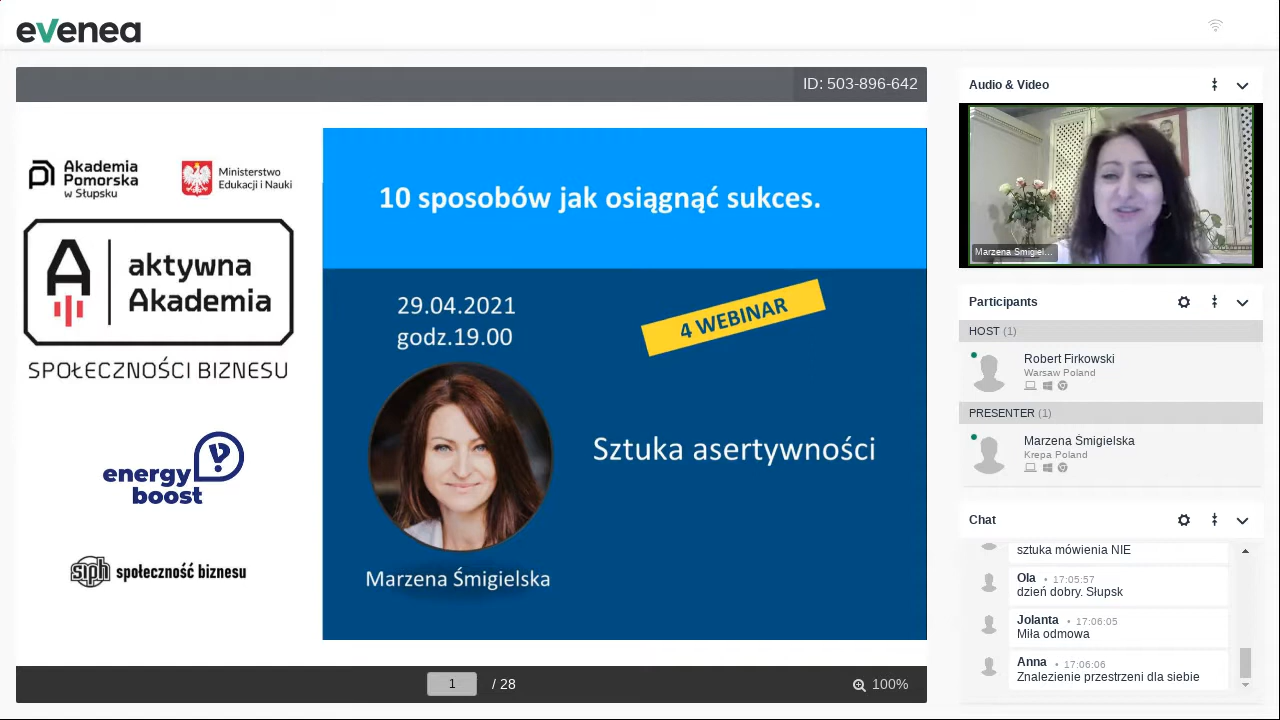 evenea
ID: 503-896-642
Akademia
Pomorska
w Słupsku
Ministerstwo
Edukacji i Nauki
A
aktywna
Akademia
SPOŁECZNOŚCI BIZNESU
energy
boost
siph społeczność biznesu
10 sposobów jak osiągnąć sukces.
29.04.2021
godz.19.00
4 WEBINAR
Sztuka asertywności
Marzena Śmigielska
1 / 28
100%
Audio & Video
Marzena Śmigiel...
Participants
HOST (1)
Robert Firkowski
Warsaw Poland
PRESENTER (1)
Marzena Śmigielska
Krepa Poland
Chat
sztuka mówienia NIE
Ola • 17:05:57
dzień dobry. Słupsk
Jolanta • 17:06:05
Miła odmowa
Anna • 17:06:06
Znalezienie przestrzeni dla siebie